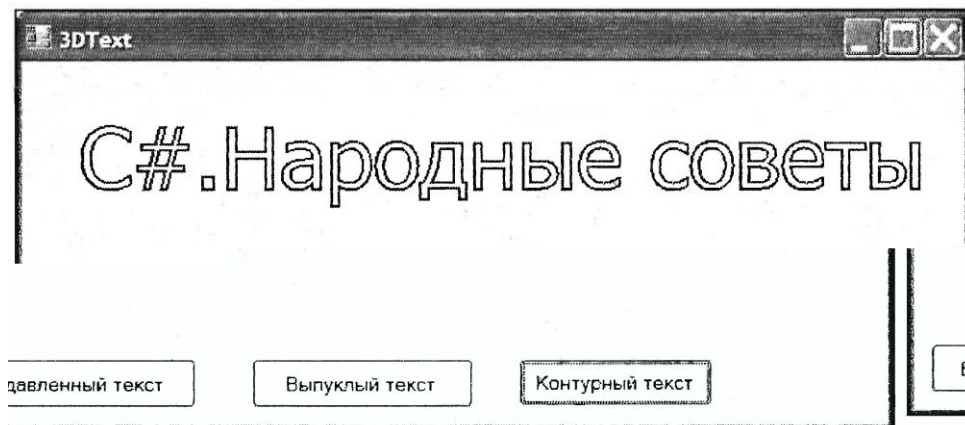 3DText
C#.Народные советы
давленный текст
Выпуклый текст
Контурный текст